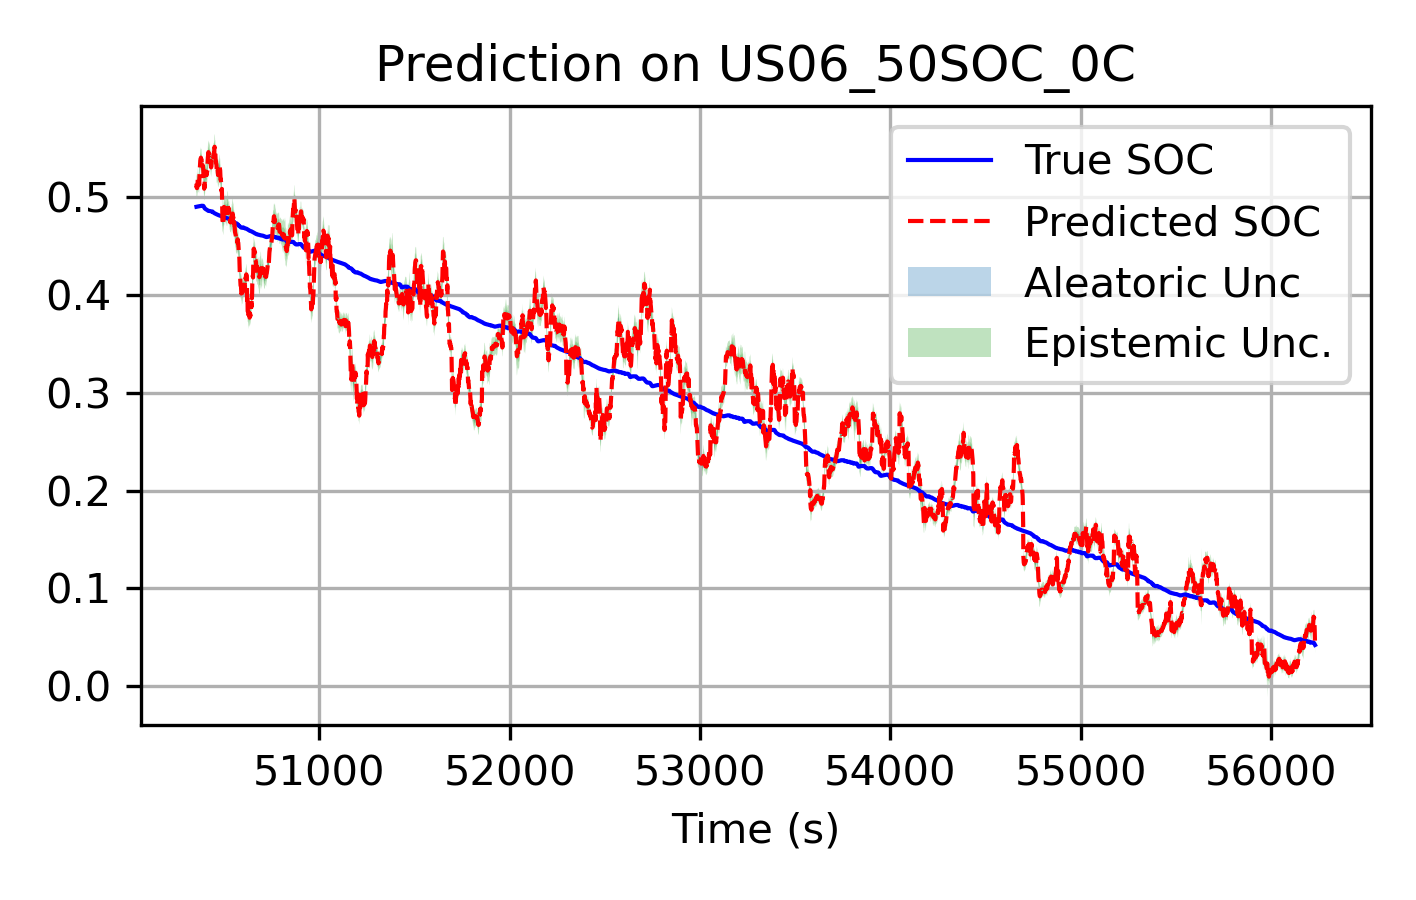 Prediction on US06_50SOC_0C
True SOC
Predicted SOC
Aleatoric Unc
Epistemic Unc.
0.5
0.4
0.3
0.2
0.1
0.0
51000 52000 53000 54000 55000 56000
Time (s)